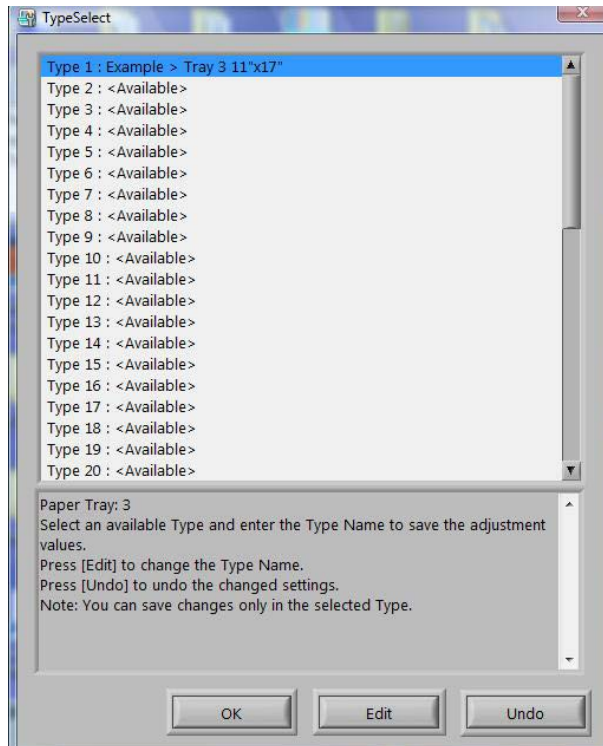 TypeSelect
Type 1 : Example > Tray 3 11"x17"
Type 2 : <Available>
Type 3 : <Available>
Type 4 : <Available>
Type 5 : <Available>
Type 6 : <Available>
Type 7 : <Available>
Type 8 : <Available>
Type 9 : <Available>
Type 10 : <Available>
Type 11 : <Available>
Type 12 : <Available>
Type 13 : <Available>
Type 14 : <Available>
Type 15 : <Available>
Type 16 : <Available>
Type 17 : <Available>
Type 18 : <Available>
Type 19 : <Available>
Type 20 : <Available>
Paper Tray: 3
Select an available Type and enter the Type Name to save the adjustment
values.
Press [Edit] to change the Type Name.
Press [Undo] to undo the changed settings.
Note: You can save changes only in the selected Type.
OK Edit Undo